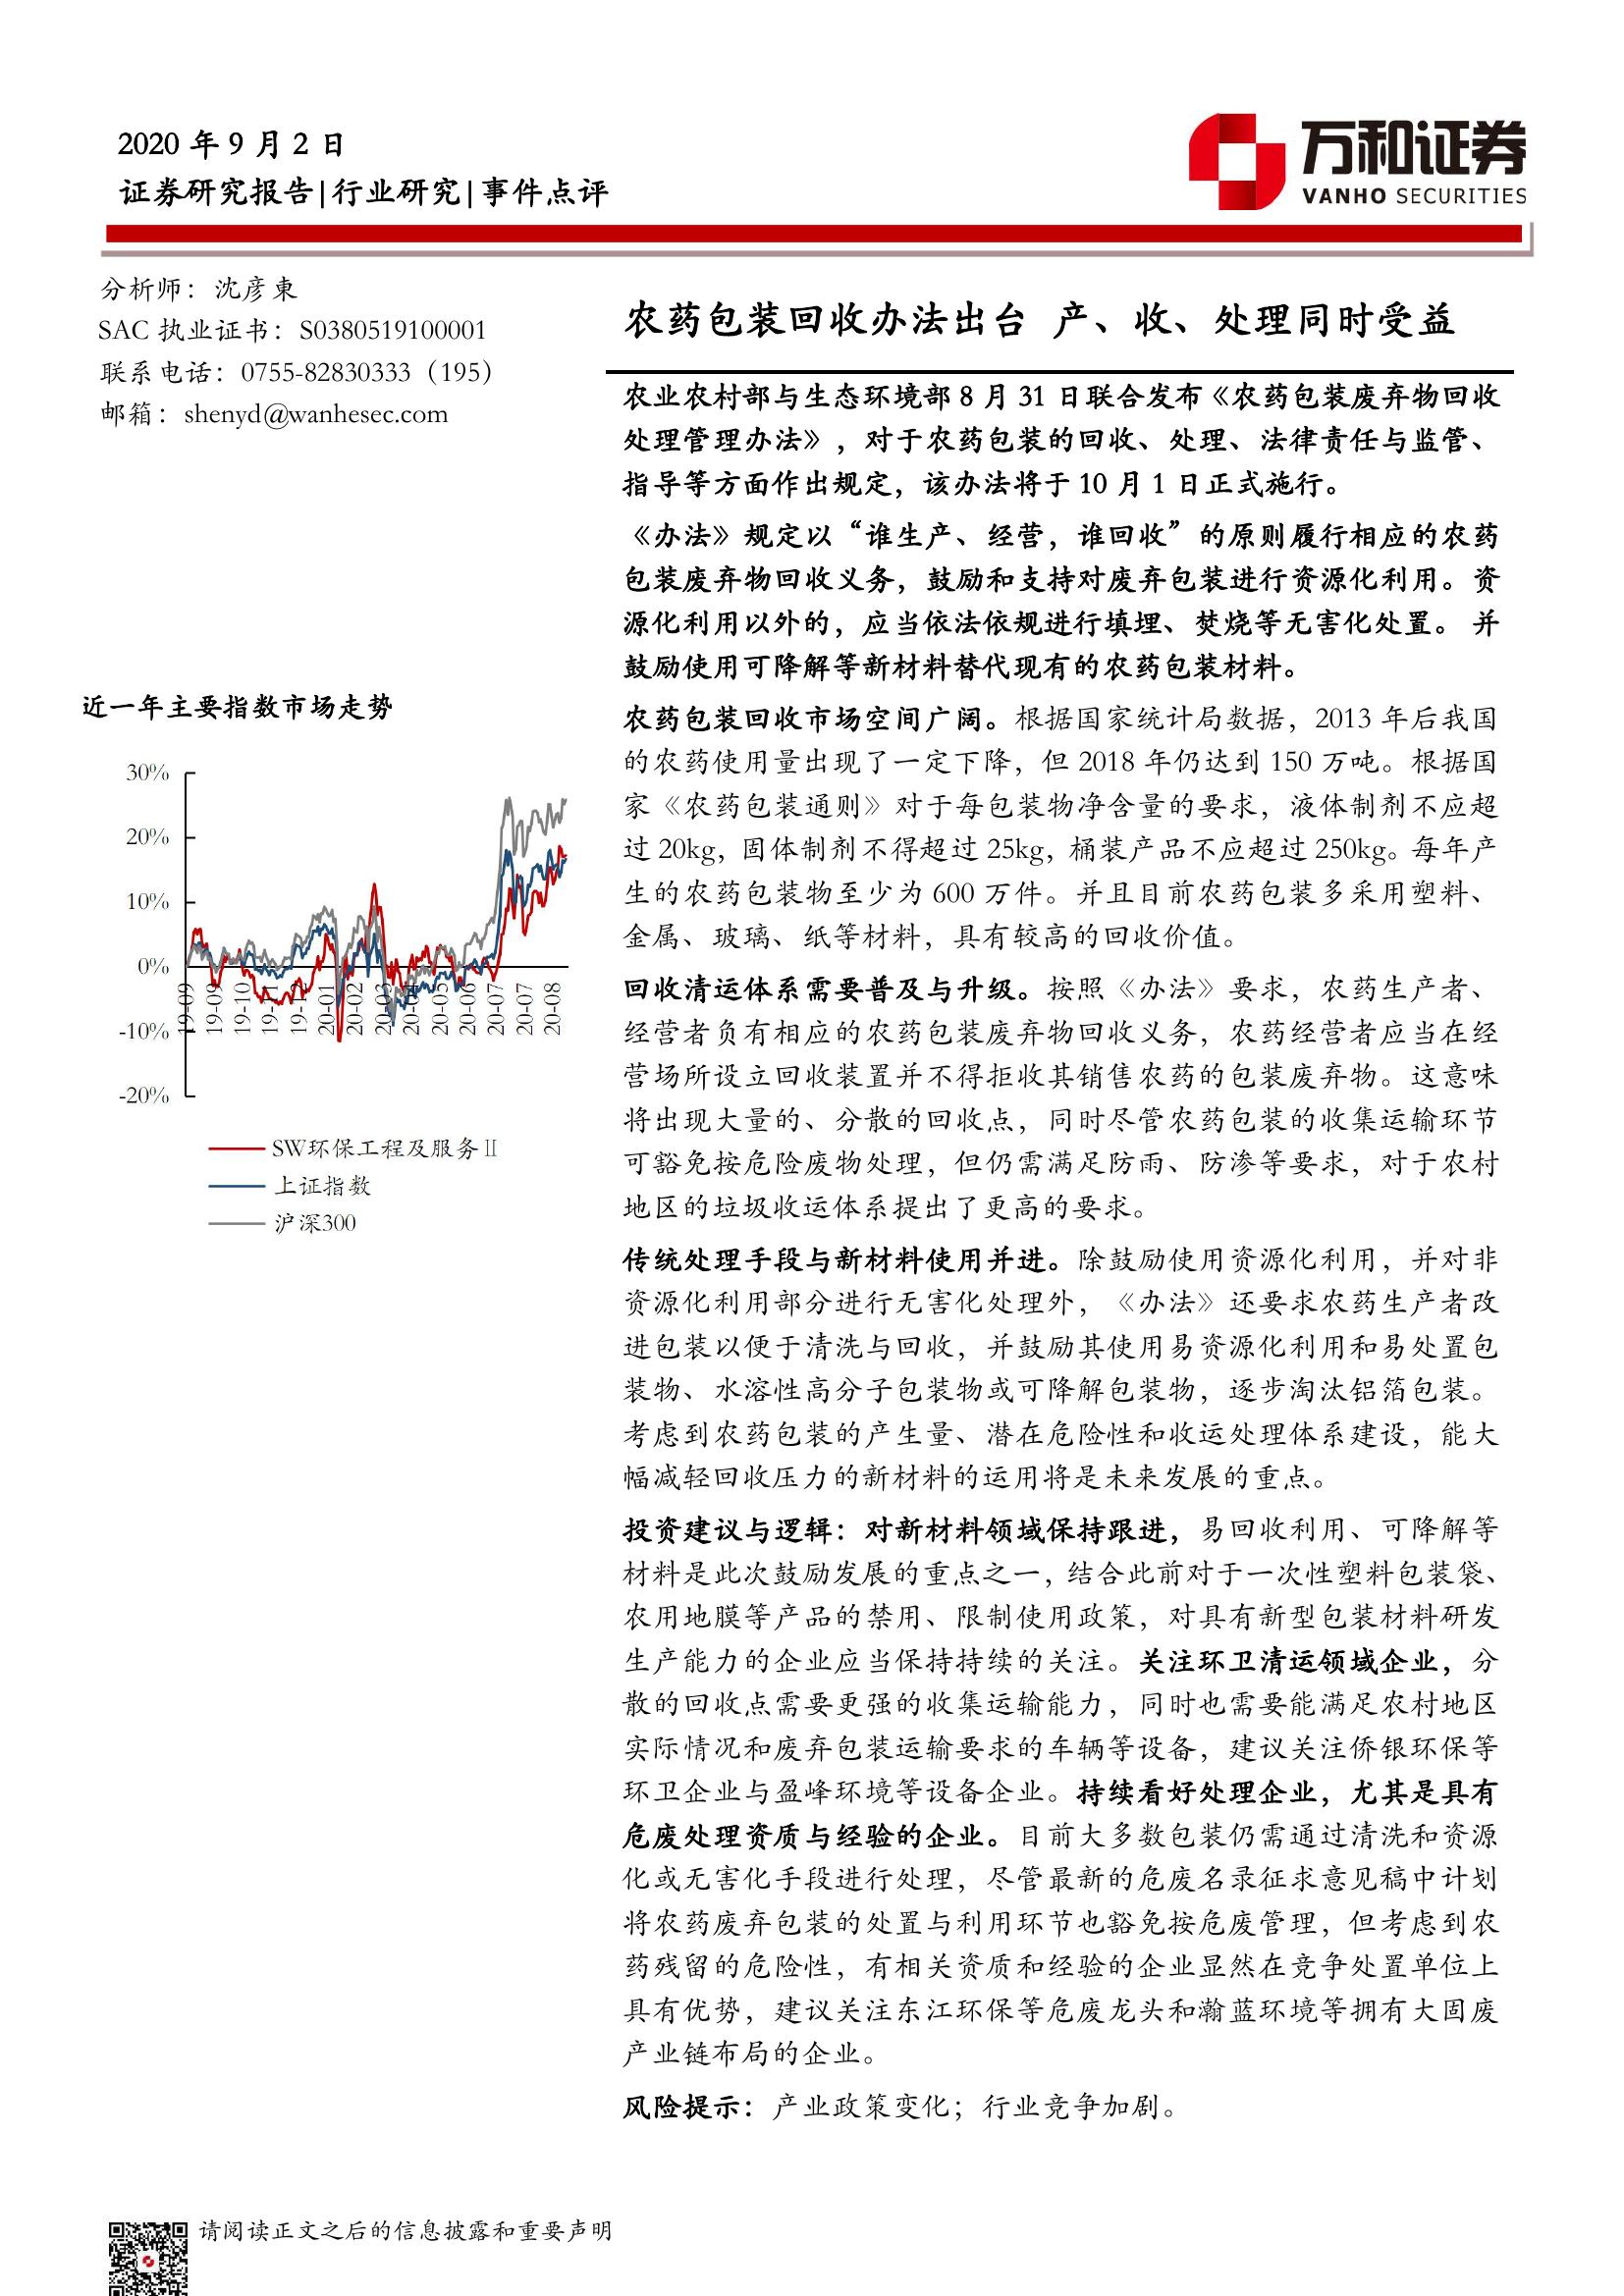 2020 年 9 月 2 日
证券研究报告|行业研究|事件点评
万和证券
VANHO SECURITIES
分析师：沈彦東
SAC 执业证书：S0380519100001
联系电话：0755-82830333（195）
邮箱：shenyd@wanhesec.com
近一年主要指数市场走势
30%
20%
10%
0%
-10%
-20%
19-09
19-09
19-10
19-11
19-12
20-01
20-02
20-03
20-04
20-05
20-06
20-07
20-07
20-08
SW环保工程及服务Ⅱ
上证指数
沪深300
农药包装回收办法出台 产、收、处理同时受益
农业农村部与生态环境部 8 月 31 日联合发布《农药包装废弃物回收
处理管理办法》，对于农药包装的回收、处理、法律责任与监管、
指导等方面作出规定，该办法将于 10 月 1 日正式施行。
《办法》规定以“谁生产、经营，谁回收”的原则履行相应的农药
包装废弃物回收义务，鼓励和支持对废弃包装进行资源化利用。资
源化利用以外的，应当依法依规进行填埋、焚烧等无害化处置。 并
鼓励使用可降解等新材料替代现有的农药包装材料。
农药包装回收市场空间广阔。根据国家统计局数据，2013 年后我国
的农药使用量出现了一定下降，但 2018 年仍达到 150 万吨。根据国
家《农药包装通则》对于每包装物净含量的要求，液体制剂不应超
过 20kg，固体制剂不得超过 25kg，桶装产品不应超过 250kg。每年产
生的农药包装物至少为 600 万件。并且目前农药包装多采用塑料、
金属、玻璃、纸等材料，具有较高的回收价值。
回收清运体系需要普及与升级。按照《办法》要求，农药生产者、
经营者负有相应的农药包装废弃物回收义务，农药经营者应当在经
营场所设立回收装置并不得拒收其销售农药的包装废弃物。这意味
将出现大量的、分散的回收点，同时尽管农药包装的收集运输环节
可豁免按危险废物处理，但仍需满足防雨、防渗等要求，对于农村
地区的垃圾收运体系提出了更高的要求。
传统处理手段与新材料使用并进。除鼓励使用资源化利用，并对非
资源化利用部分进行无害化处理外，《办法》还要求农药生产者改
进包装以便于清洗与回收，并鼓励其使用易资源化利用和易处置包
装物、水溶性高分子包装物或可降解包装物，逐步淘汰铝箔包装。
考虑到农药包装的产生量、潜在危险性和收运处理体系建设，能大
幅减轻回收压力的新材料的运用将是未来发展的重点。
投资建议与逻辑：对新材料领域保持跟进，易回收利用、可降解等
材料是此次鼓励发展的重点之一，结合此前对于一次性塑料包装袋、
农用地膜等产品的禁用、限制使用政策，对具有新型包装材料研发
生产能力的企业应当保持持续的关注。关注环卫清运领域企业，分
散的回收点需要更强的收集运输能力，同时也需要能满足农村地区
实际情况和废弃包装运输要求的车辆等设备，建议关注侨银环保等
环卫企业与盈峰环境等设备企业。持续看好处理企业，尤其是具有
危废处理资质与经验的企业。目前大多数包装仍需通过清洗和资源
化或无害化手段进行处理，尽管最新的危废名录征求意见稿中计划
将农药废弃包装的处置与利用环节也豁免按危废管理，但考虑到农
药残留的危险性，有相关资质和经验的企业显然在竞争处置单位上
具有优势，建议关注东江环保等危废龙头和瀚蓝环境等拥有大固废
产业链布局的企业。
风险提示：产业政策变化；行业竞争加剧。
请阅读正文之后的信息披露和重要声明